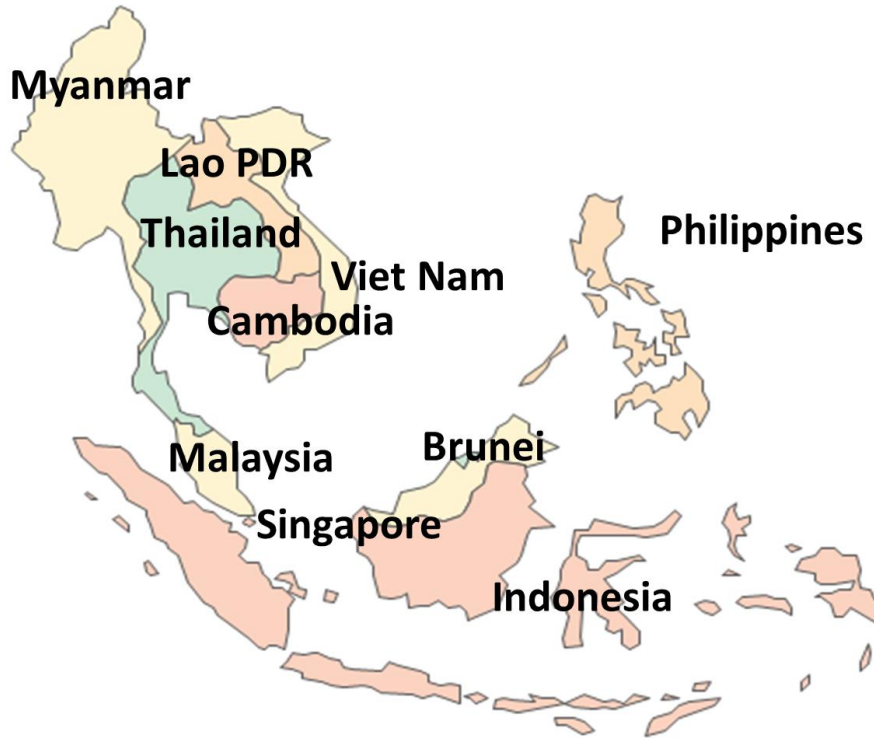 Myanmar
Lao PDR
Thailand
Philippines
Viet Nam
Cambodia
Brunei
Malaysia
Singapore
Indonesia